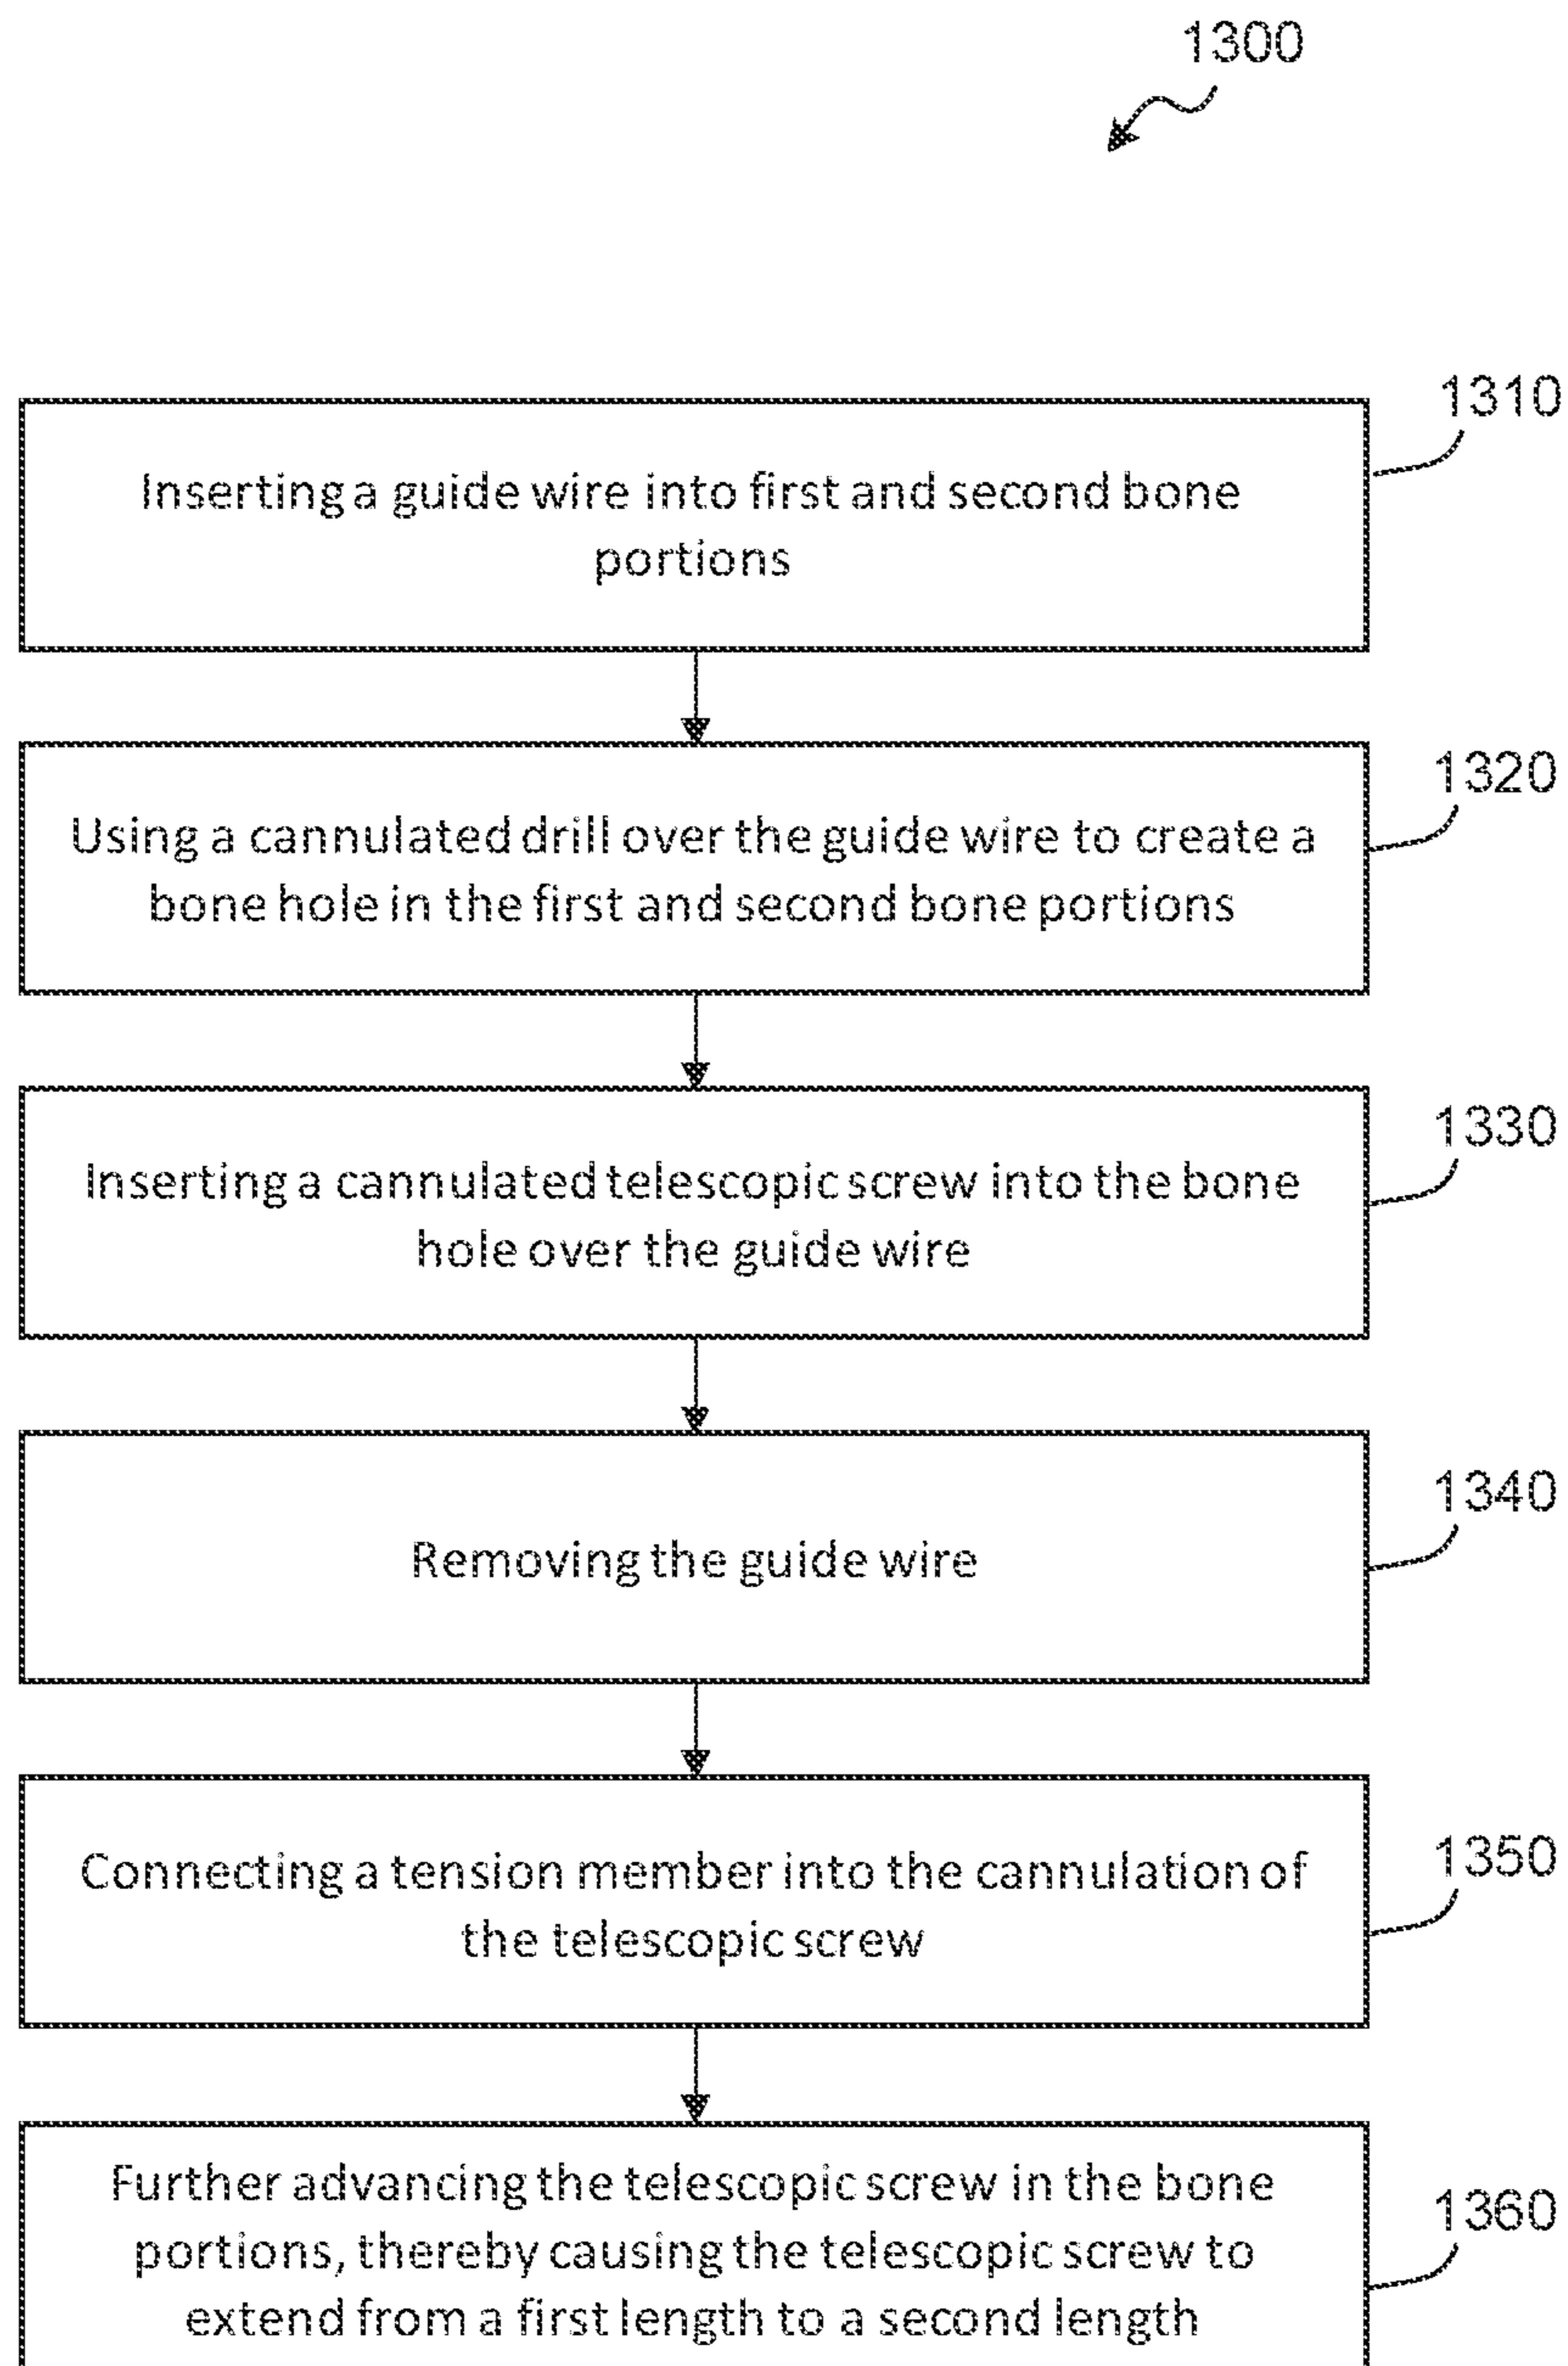 1300
1310
Inserting a guide wire into first and second bone
portions
1320
Using a cannulated drill over the guide wire to create a
bone hole in the first and second bone portions
1330
Inserting a cannulated telescopic screw into the bone
hole over the guide wire
1340
Removing the guide wire
1350
Connecting a tension member into the cannulation of
the telescopic screw
1360
Further advancing the telescopic screw in the bone
portions, thereby causing the telescopic screw to
extend from a first length to a second length